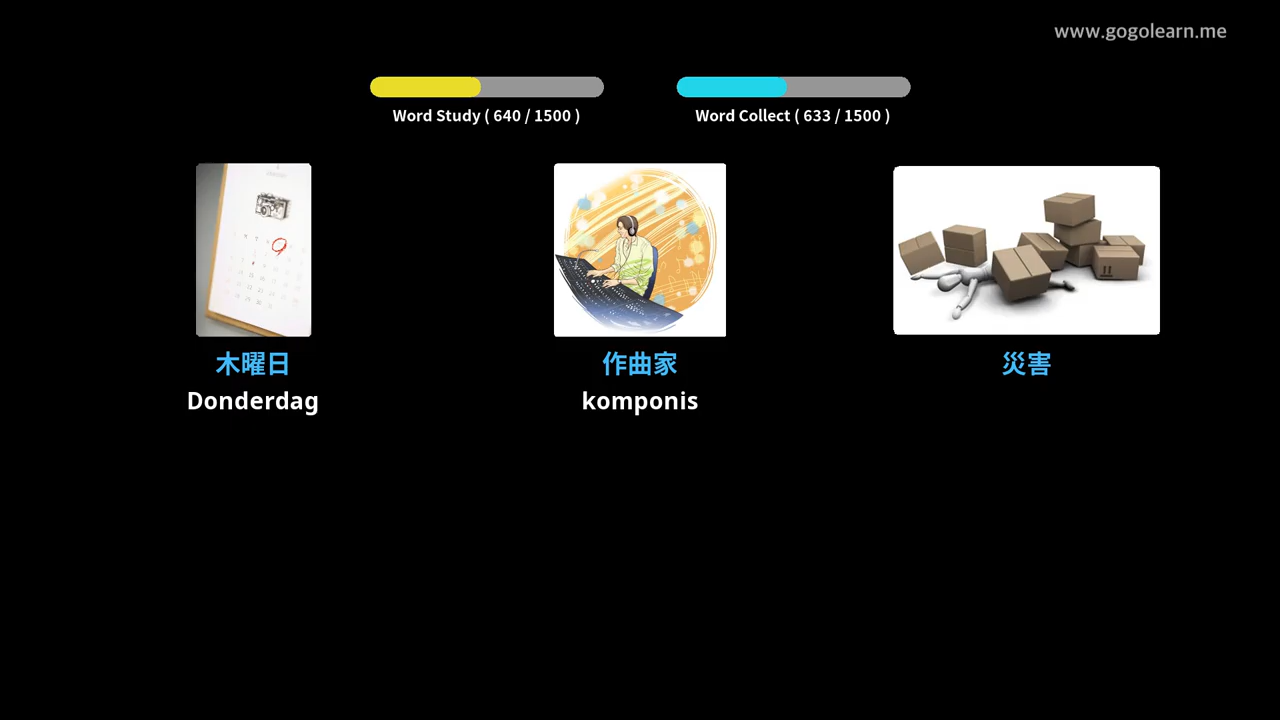 www.gogolearn.me
Word Study ( 640 / 1500 )
Word Collect ( 633 / 1500 )
木曜日
作曲家
災害
Donderdag
komponis